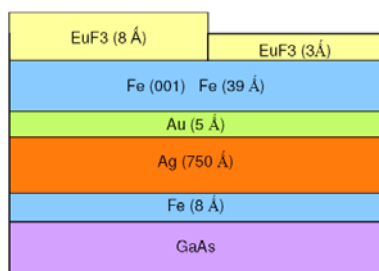 EuF3 (8 Å)
EuF3 (3Å)
Fe (001) Fe (39 Å)
Au (5 Å)
Ag (750 Å)
Fe (8 Å)
GaAs